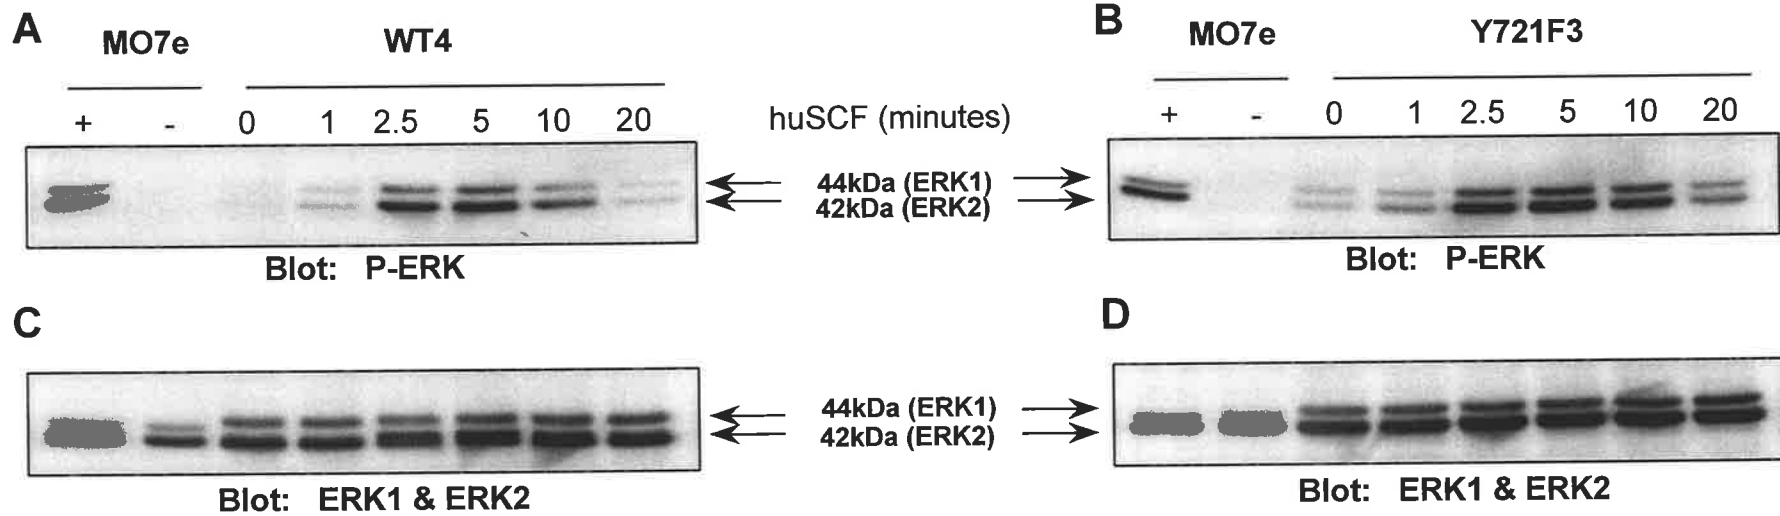 A
MO7e
WT4
+ - 0 1 2.5 5 10 20
huSCF (minutes)
44kDa (ERK1)
42kDa (ERK2)
Blot: P-ERK
B
MO7e
Y721F3
+ - 0 1 2.5 5 10 20
Blot: P-ERK
C
44kDa (ERK1)
42kDa (ERK2)
Blot: ERK1 & ERK2
D
Blot: ERK1 & ERK2